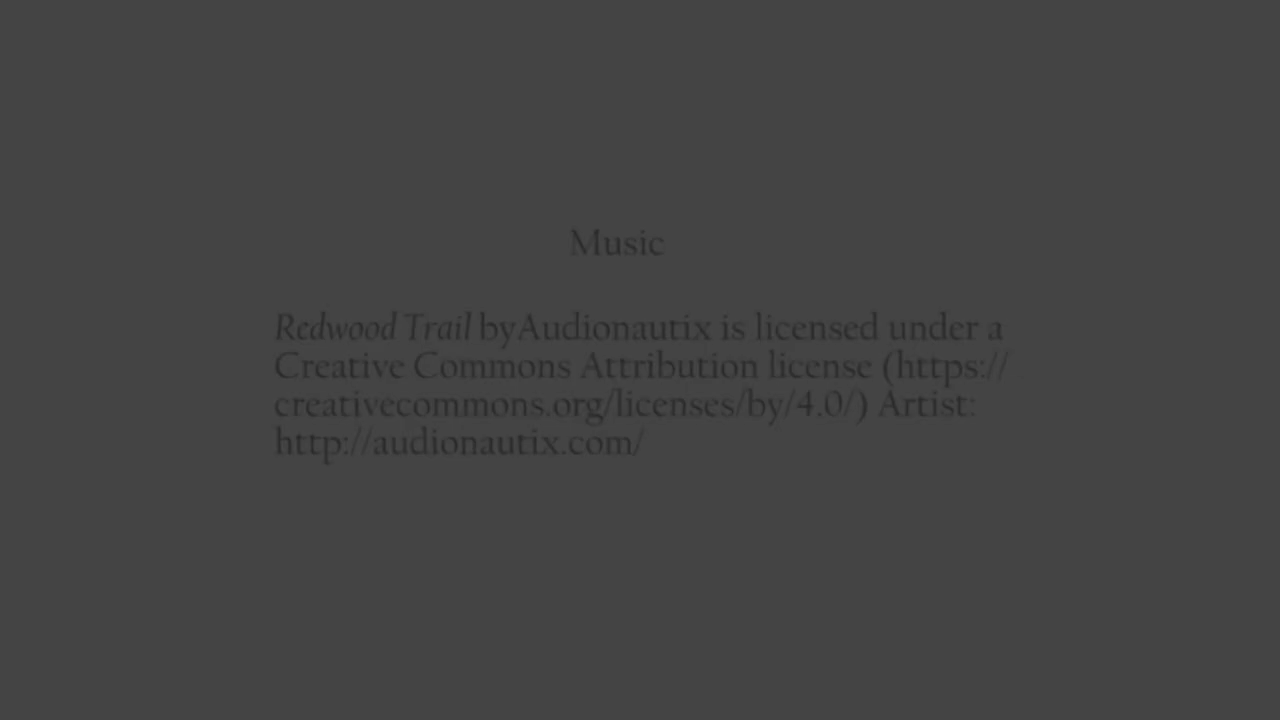 Music
Redwood Trail byAudionautix is licensed under a
Creative Commons Attribution license (https://
creativecommons.org/licenses/by/4.0/) Artist:
http://audionautix.com/